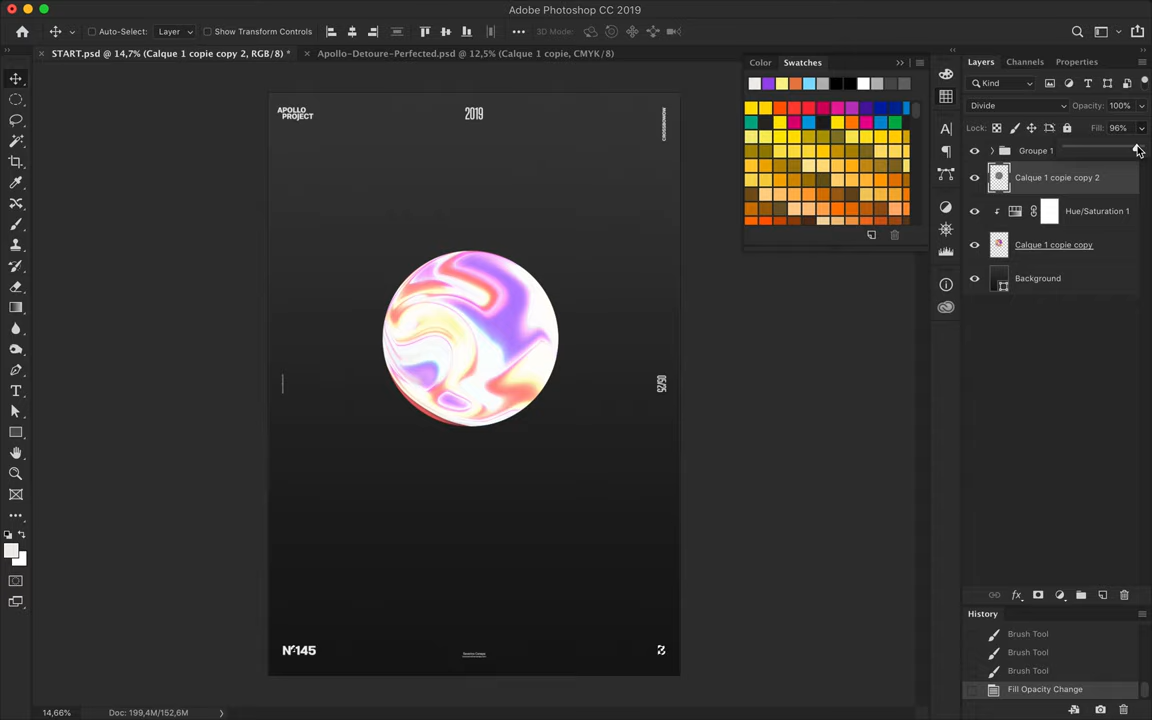 Adobe Photoshop CC 2019
Auto-Select:
Layer
Show Transform Controls
3D Mode:
START.psd @ 14,7% (Calque 1 copie copy 2, RGB/8) *
Apollo-Detoure-Perfected.psd @ 12,5% (Calque 1 copie, CMYK/8)
Color
Swatches
Layers
Channels
Properties
Kind
Divide
Opacity: 100%
Lock:
Fill: 96%
Groupe 1
Calque 1 copie copy 2
Hue/Saturation 1
Calque 1 copie copy
Background
APOLLO
PROJECT
2019
05/25
Nº145
History
Brush Tool
Brush Tool
Brush Tool
Fill Opacity Change
14,66%
Doc: 199,4M/152,6M